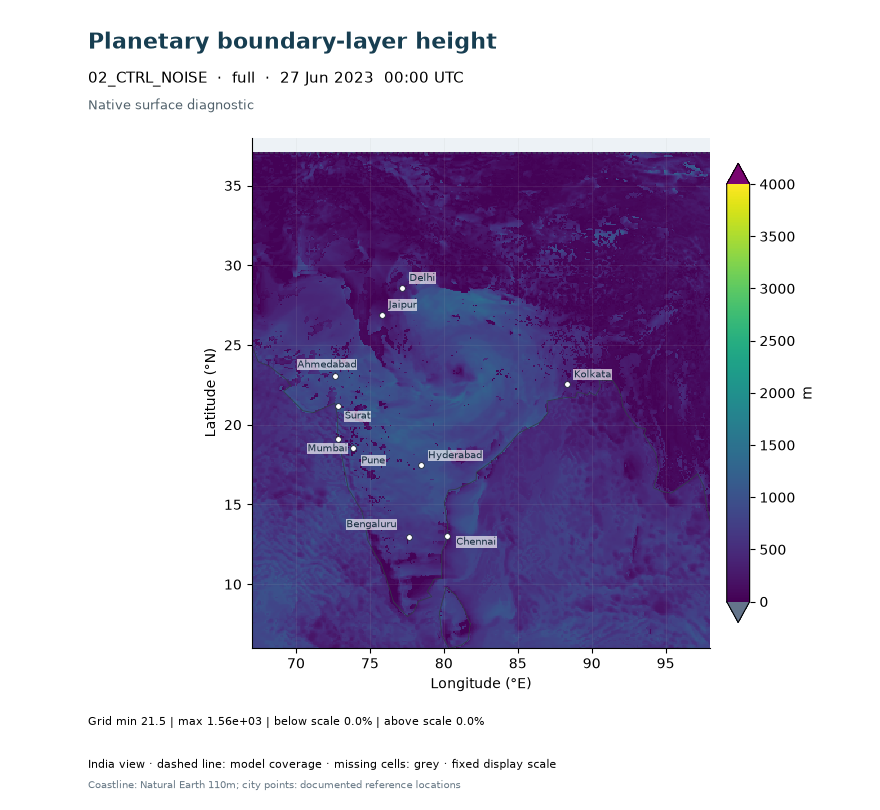 Planetary boundary-layer height
02_CTRL_NOISE · full · 27 Jun 2023 00:00 UTC
Native surface diagnostic
35
30
25
20
15
10
Latitude (°N)
70
75
80
85
90
95
Longitude (°E)
Delhi
Jaipur
Ahmedabad
Kolkata
Surat
Mumbai
Pune
Hyderabad
Bengaluru
Chennai
4000
3500
3000
2500
2000
1500
1000
500
0
m
Grid min 21.5 | max 1.56e+03 | below scale 0.0% | above scale 0.0%
India view · dashed line: model coverage · missing cells: grey · fixed display scale
Coastline: Natural Earth 110m; city points: documented reference locations